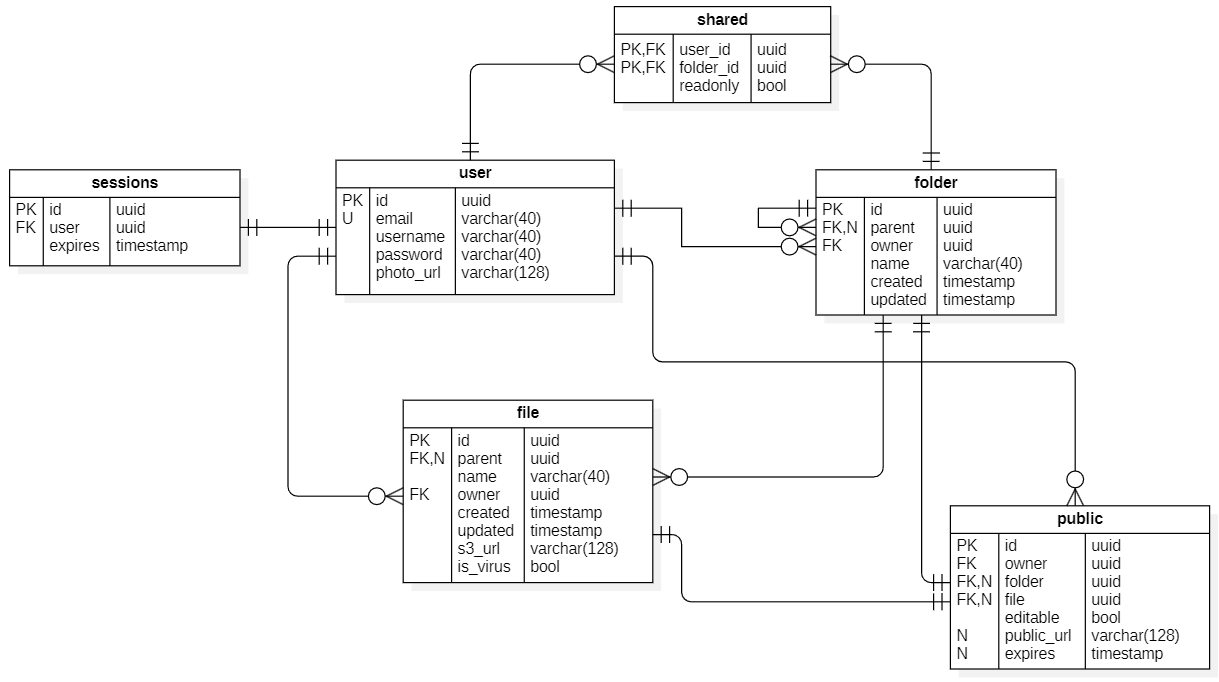 shared
PK,FK user_id uuid
PK,FK folder_id uuid
readonly bool
sessions
PK id uuid
FK user uuid
expires timestamp
user
PK id uuid
U email varchar(40)
username varchar(40)
password varchar(40)
photo_url varchar(128)
folder
PK id uuid
FK,N parent uuid
FK owner uuid
name varchar(40)
created timestamp
updated timestamp
file
PK id uuid
FK,N parent uuid
name varchar(40)
FK owner uuid
created timestamp
updated timestamp
s3_url varchar(128)
is_virus bool
public
PK id uuid
FK owner uuid
FK,N folder uuid
FK,N file uuid
editable bool
N public_url varchar(128)
N expires timestamp